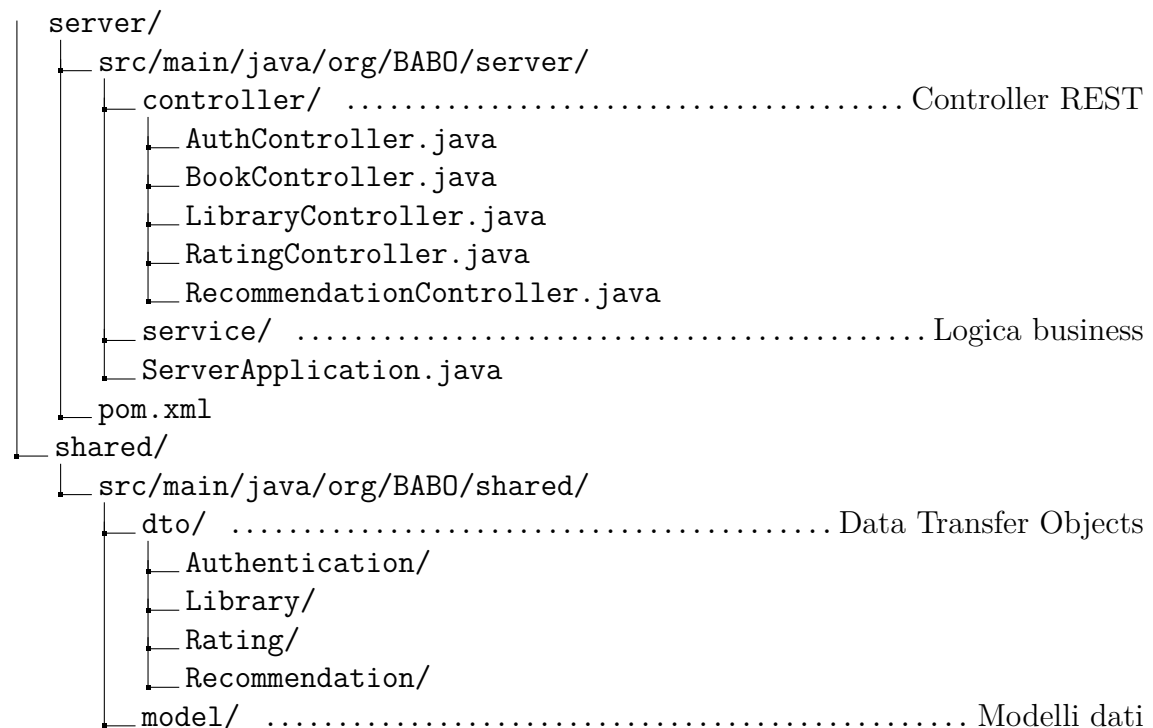 server/
src/main/java/org/BABO/server/
controller/ ....................................... Controller REST
AuthController.java
BookController.java
LibraryController.java
RatingController.java
RecommendationController.java
service/ ............................................ Logica business
ServerApplication.java
pom.xml
shared/
src/main/java/org/BABO/shared/
dto/ .......................................... Data Transfer Objects
Authentication/
Library/
Rating/
Recommendation/
model/ ................................................. Modelli dati